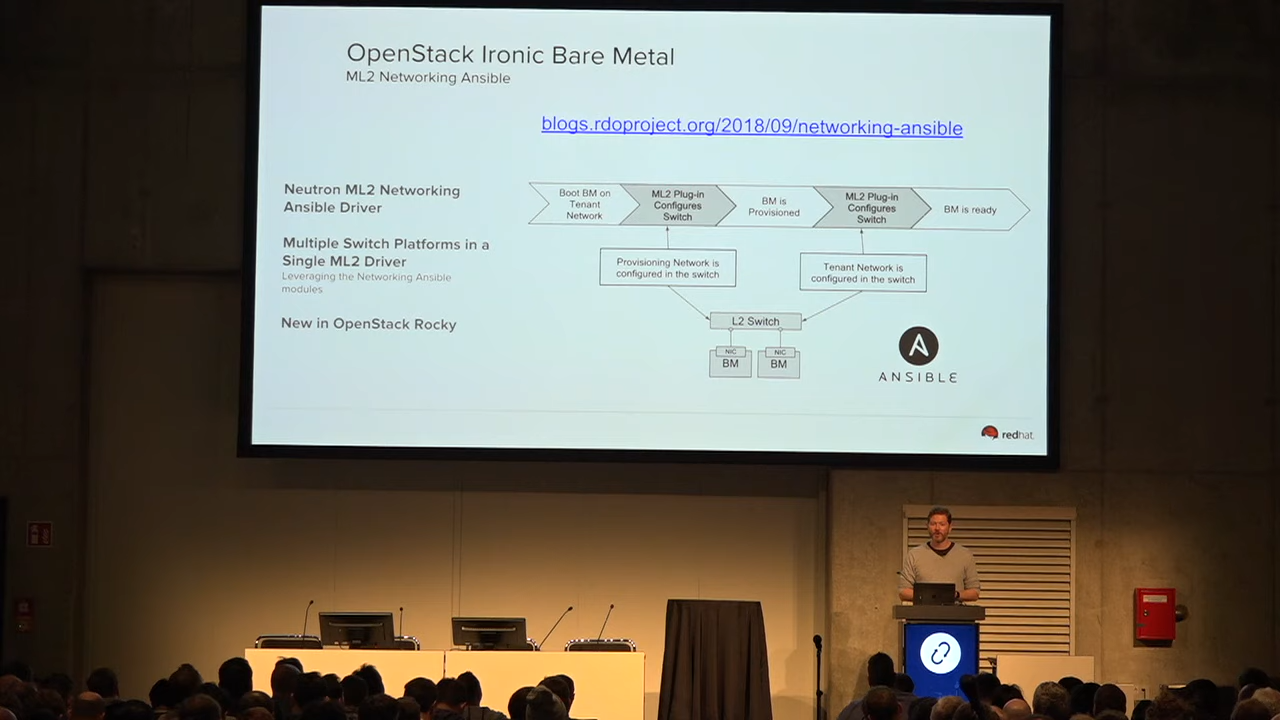 OpenStack Ironic Bare Metal
ML2 Networking Ansible
blogs.rdoproject.org/2018/09/networking-ansible
Neutron ML2 Networking
Ansible Driver
Multiple Switch Platforms in a
Single ML2 Driver
Leveraging the Networking Ansible
modules
New in OpenStack Rocky
Boot BM on
Tenant
Network
ML2 Plug-in
Configures
Switch
BM is
Provisioned
ML2 Plug-in
Configures
Switch
BM is ready
Provisioning Network is
configured in the switch
Tenant Network is
configured in the switch
L2 Switch
NIC
BM
NIC
BM
ANSIBLE
redhat.